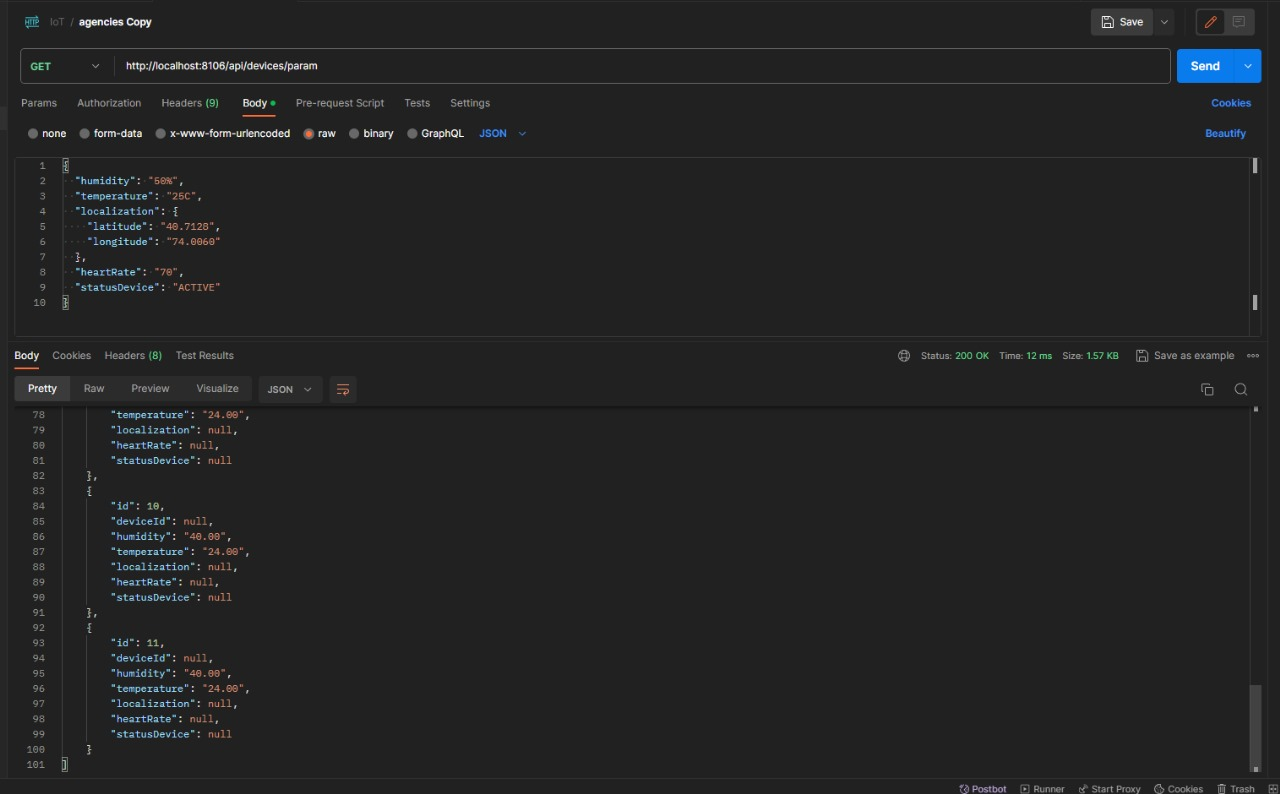 HTTP IoT / agencies Copy Save
GET http://localhost:8106/api/devices/param Send
Params Authorization Headers (9) Body Pre-request Script Tests Settings Cookies
none form-data x-www-form-urlencoded raw binary GraphQL JSON Beautify
1 {
2 "humidity": "50%",
3 "temperature": "25C",
4 "localization": {
5 "latitude": "40.7128",
6 "longitude": "74.0060"
7 },
8 "heartRate": "70",
9 "statusDevice": "ACTIVE"
10 }
Body Cookies Headers (8) Test Results Status: 200 OK Time: 12 ms Size: 1.57 KB Save as example
Pretty Raw Preview Visualize JSON
78 "temperature": "24.00",
79 "localization": null,
80 "heartRate": null,
81 "statusDevice": null
82 },
83 {
84 "id": 10,
85 "deviceId": null,
86 "humidity": "40.00",
87 "temperature": "24.00",
88 "localization": null,
89 "heartRate": null,
90 "statusDevice": null
91 },
92 {
93 "id": 11,
94 "deviceId": null,
95 "humidity": "40.00",
96 "temperature": "24.00",
97 "localization": null,
98 "heartRate": null,
99 "statusDevice": null
100 }
101 ]
Postbot Runner Start Proxy Cookies Trash